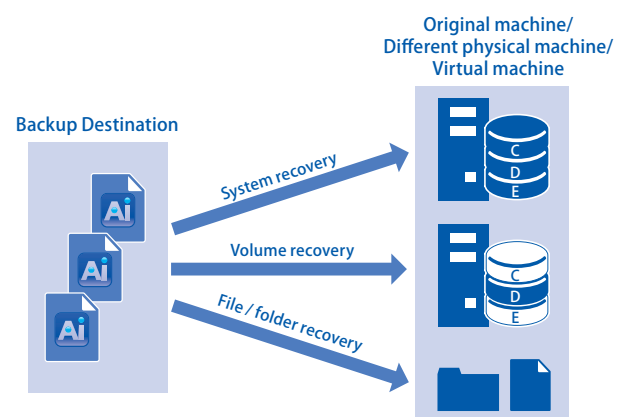 Original machine/
Different physical machine/
Virtual machine
Backup Destination
System recovery
C
D
E
Ai
Volume recovery
Ai
C
D
E
Ai
File / folder recovery